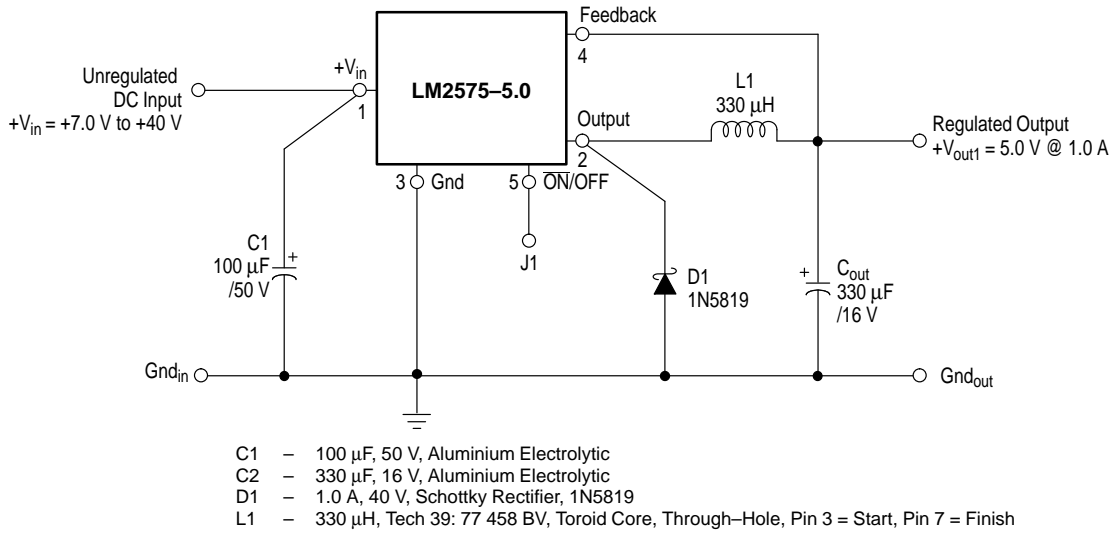 Feedback
4
+Vin
1
LM2575–5.0
Unregulated
DC Input
+Vin = +7.0 V to +40 V
L1
330 μH
Output
2
Regulated Output
+Vout1 = 5.0 V @ 1.0 A
3 Gnd
5 ON/OFF
J1
C1
100 μF
/50 V
+
D1
1N5819
+
Cout
330 μF
/16 V
Gndin
Gndout
C1 – 100 μF, 50 V, Aluminium Electrolytic
C2 – 330 μF, 16 V, Aluminium Electrolytic
D1 – 1.0 A, 40 V, Schottky Rectifier, 1N5819
L1 – 330 μH, Tech 39: 77 458 BV, Toroid Core, Through–Hole, Pin 3 = Start, Pin 7 = Finish